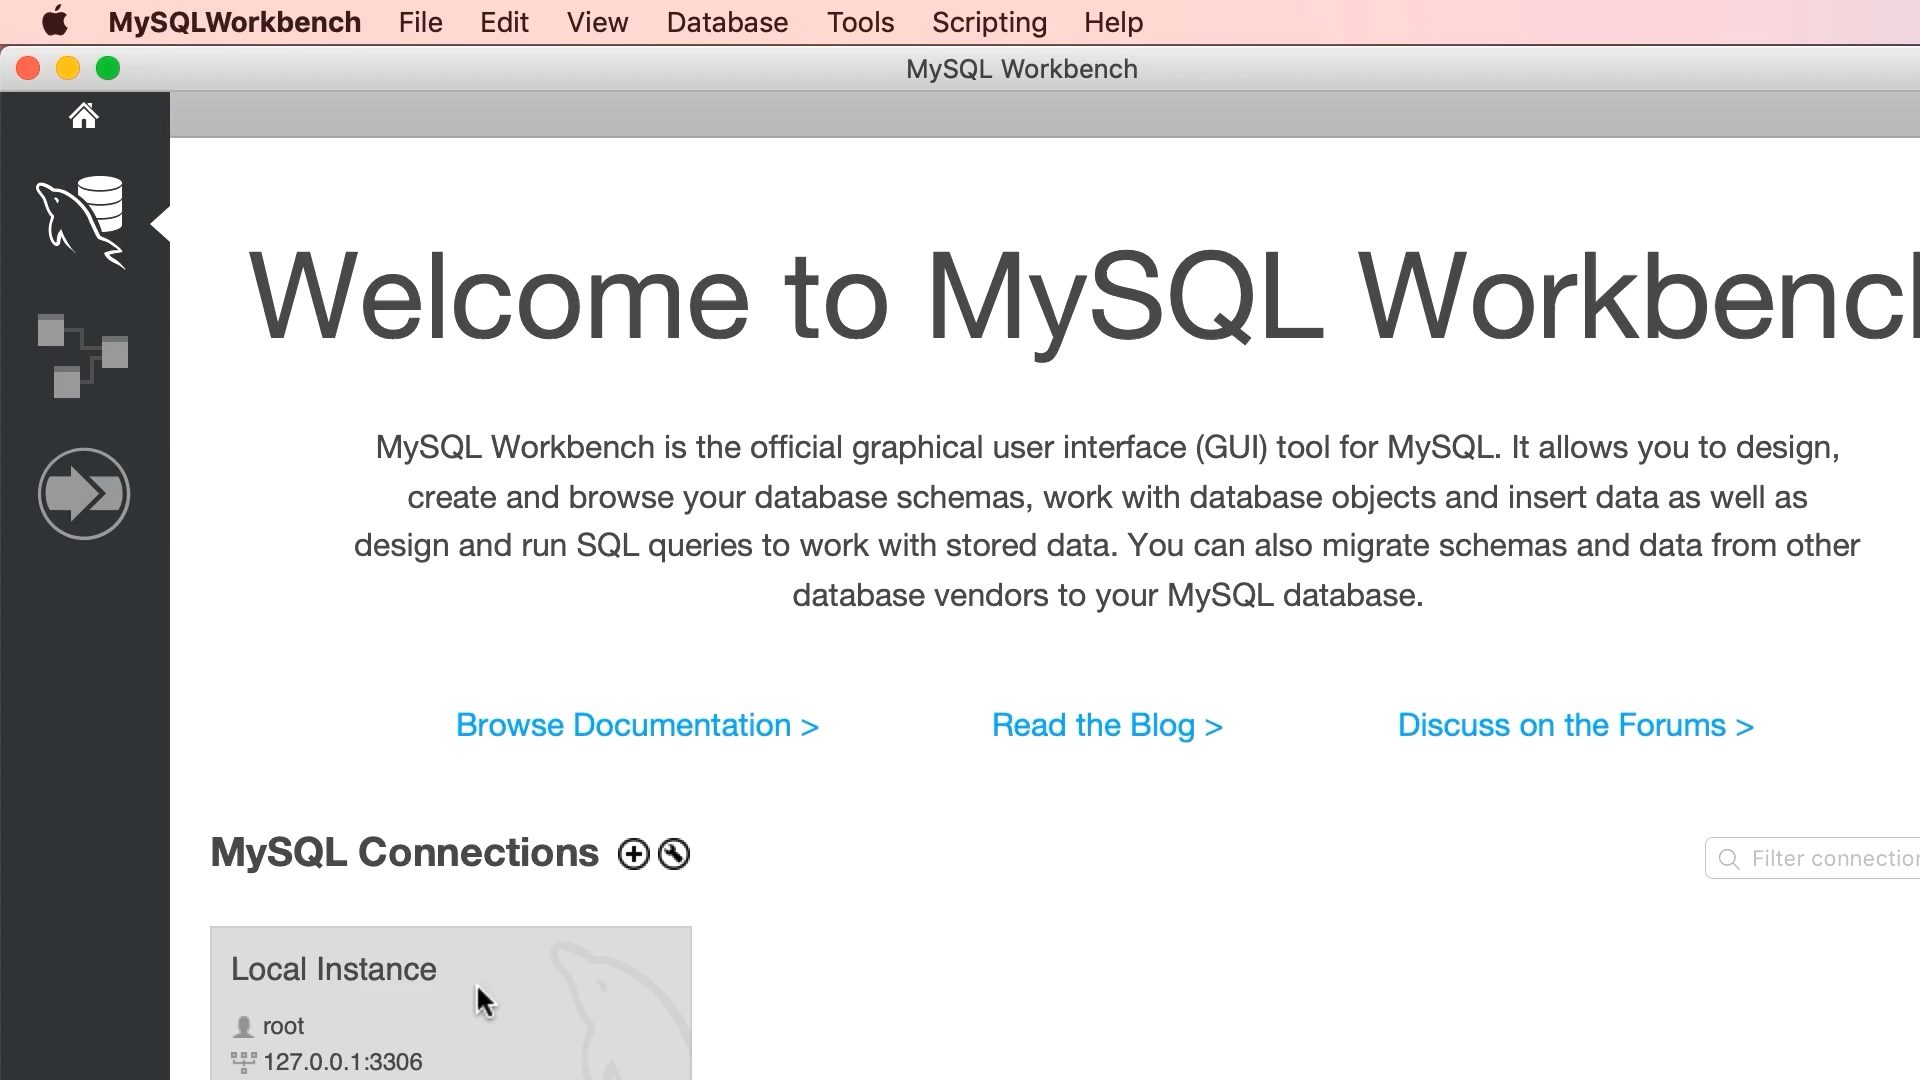 MySQLWorkbench File Edit View Database Tools Scripting Help
MySQL Workbench
Welcome to MySQL
MySQL Workbench is the official graphical user interface (GUI) tool for MySQL. It allows you to design,
create and browse your database schemas, work with database objects and insert data as well as
design and run SQL queries to work with stored data. You can also migrate schemas and data from other
database vendors to your MySQL database.
Browse Documentation > Read the Blog > Discuss on the Forums >
MySQL Connections
Filter
Local Instance
root
127.0.0.1:3306